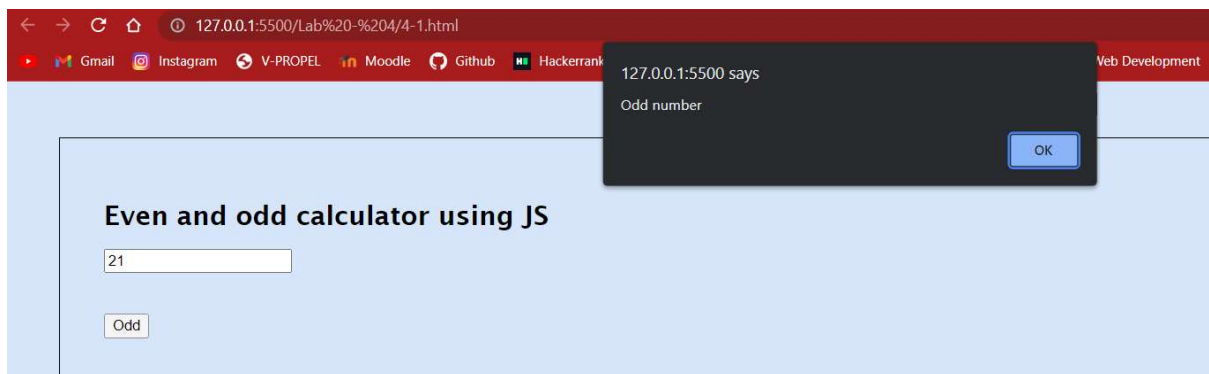 127.0.0.1:5500/Lab%20-%204/4-1.html
Gmail Instagram V-PROPEL Moodle Github Hackerrank Web Development
127.0.0.1:5500 says
Odd number
OK
Even and odd calculator using JS
21
Odd